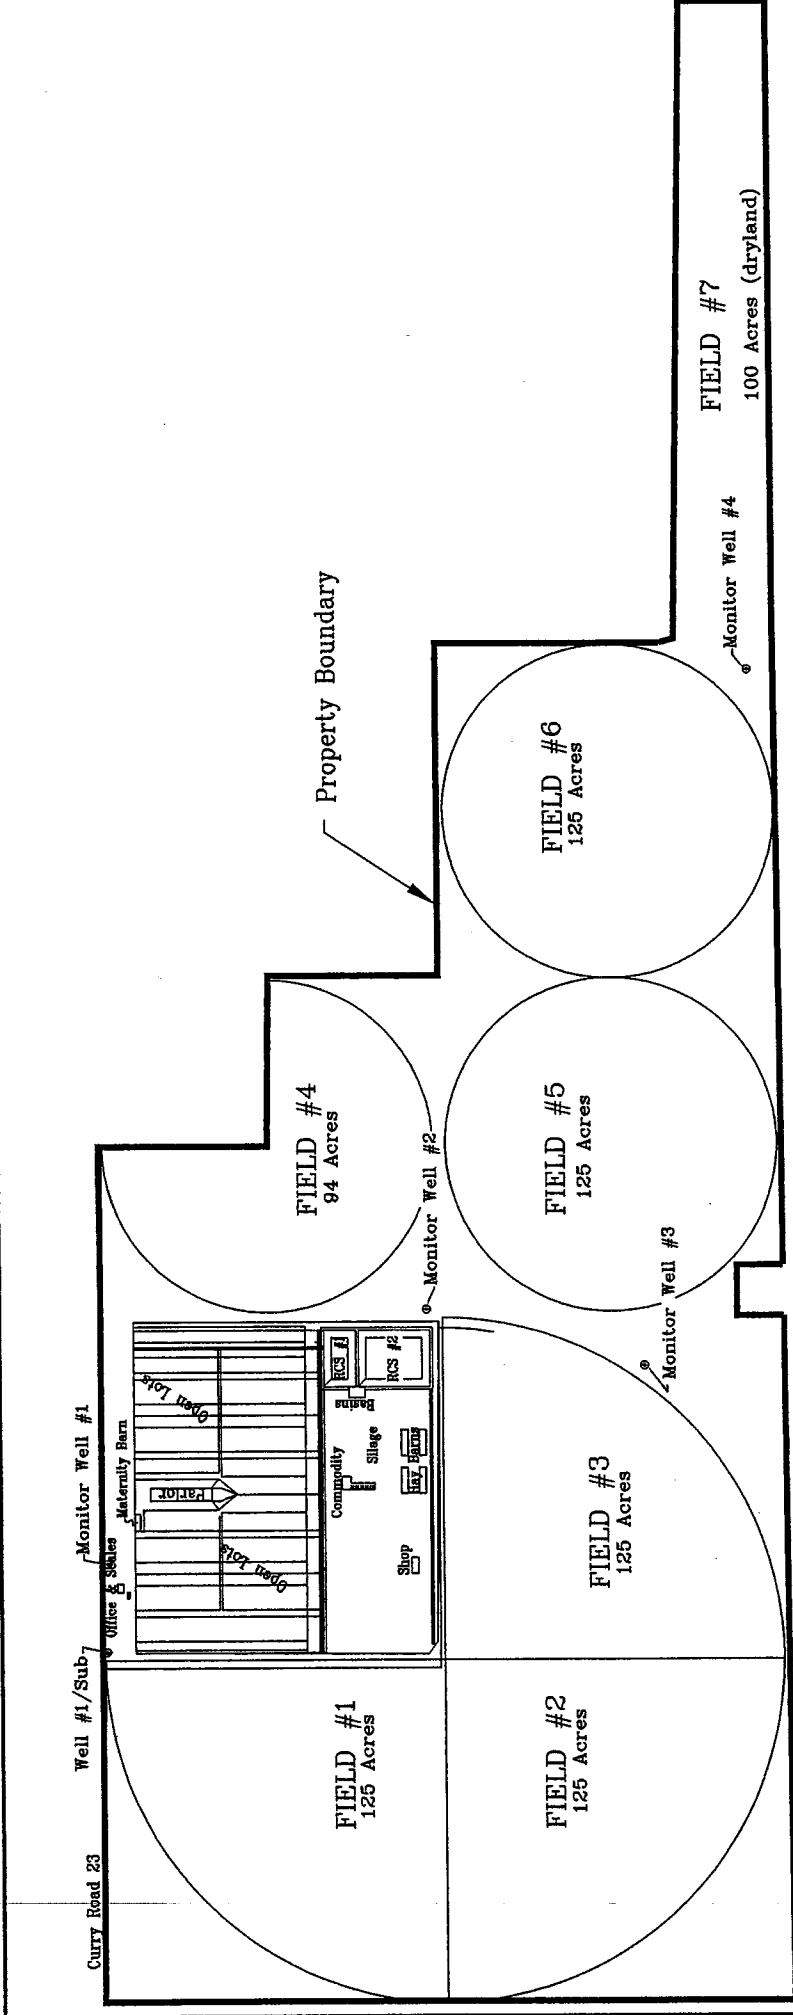 Curry Road 23
Well #1/Sub
Office & Scales
Monitor Well #1
Maternity Barn
Open Lots
Parlor
Open Lots
Commodity
Silage
Basins
RCS #1
RCS #2
Shop
Hay Barns
FIELD #1
125 Acres
FIELD #2
125 Acres
FIELD #3
125 Acres
Monitor Well #2
Monitor Well #3
FIELD #4
94 Acres
FIELD #5
125 Acres
FIELD #6
125 Acres
Property Boundary
Monitor Well #4
FIELD #7
100 Acres (dryland)